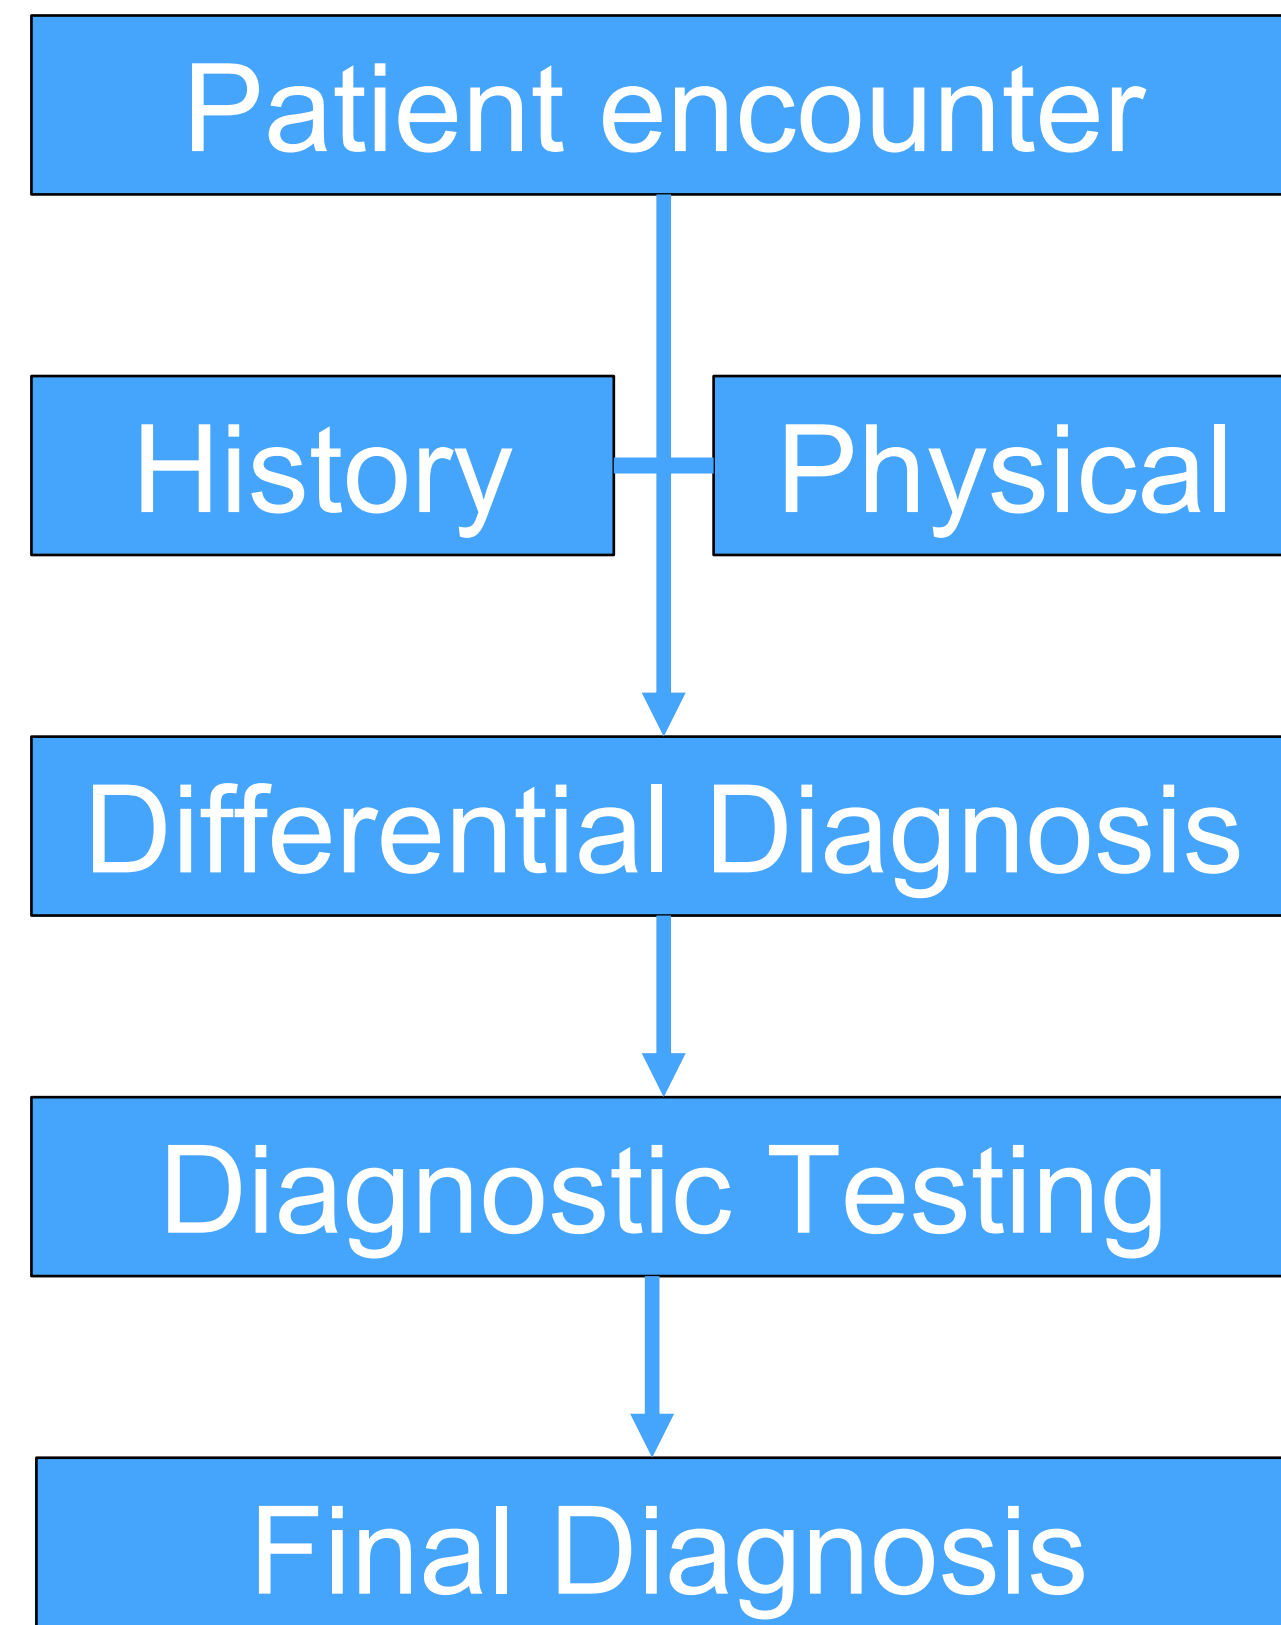 Patient encounter
History
Physical
Differential Diagnosis
Diagnostic Testing
Final Diagnosis